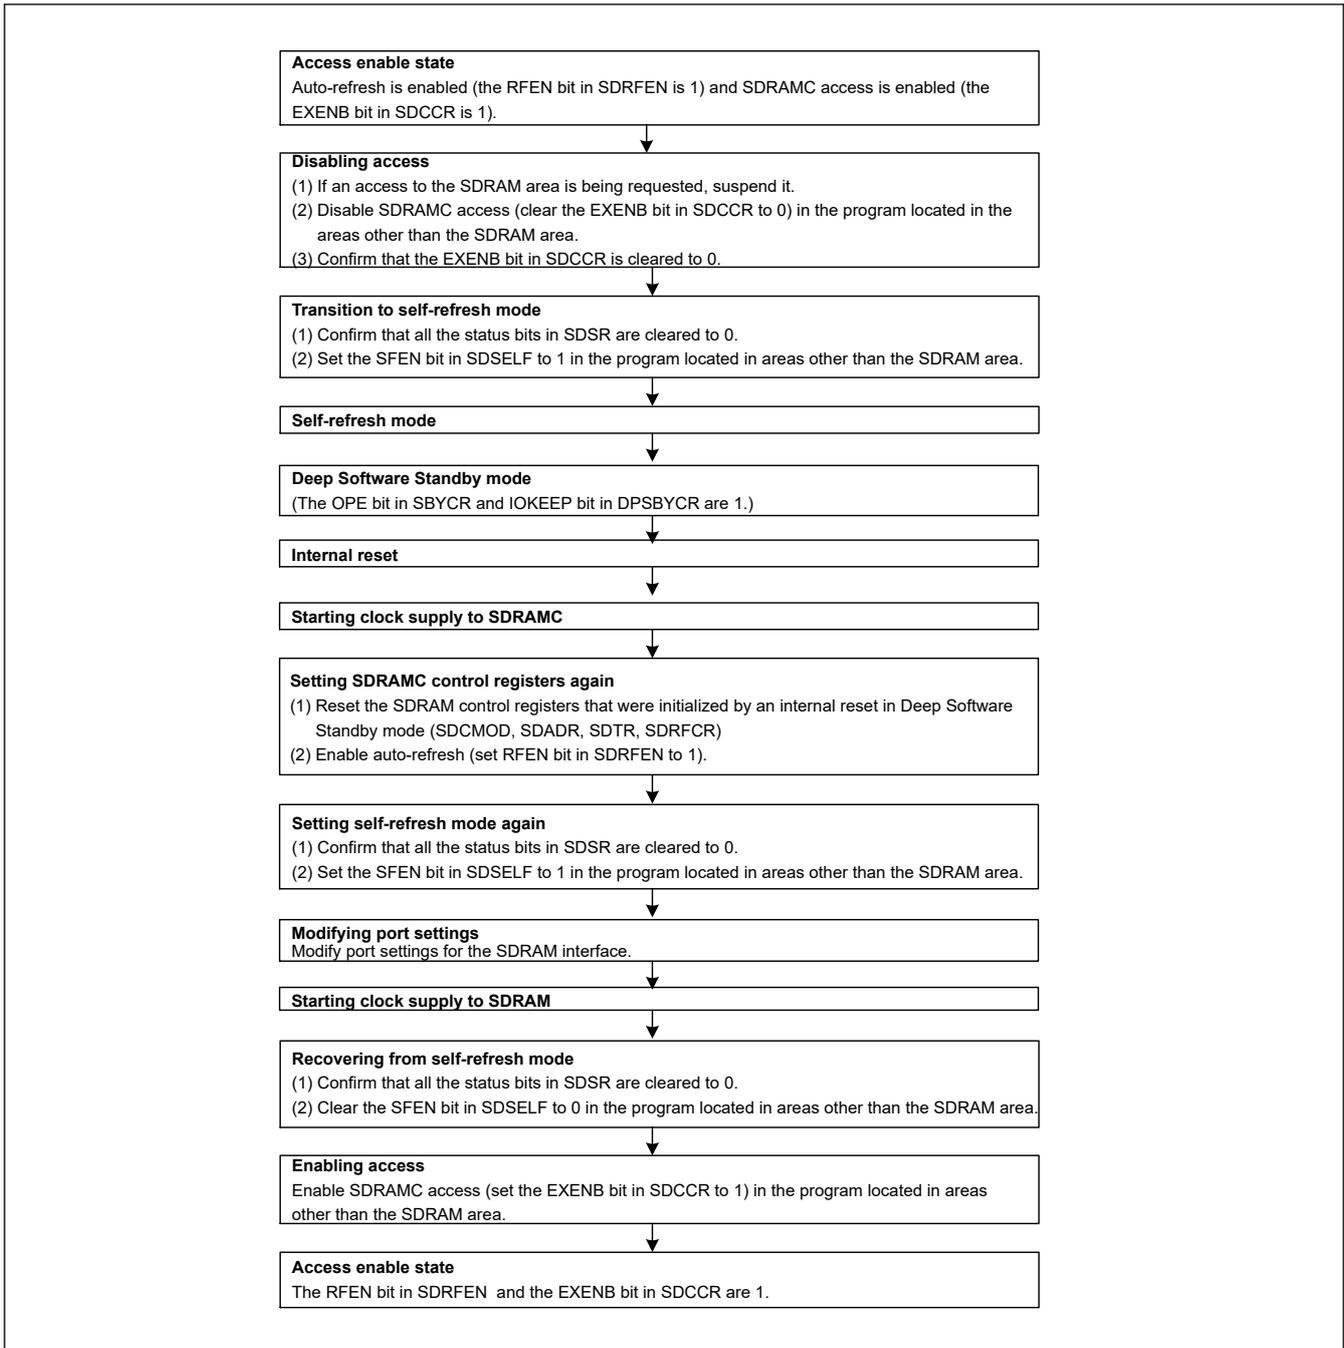 Access enable state
Auto-refresh is enabled (the RFEN bit in SDRFEN is 1) and SDRAMC access is enabled (the
EXENB bit in SDCCR is 1).
Disabling access
(1) If an access to the SDRAM area is being requested, suspend it.
(2) Disable SDRAMC access (clear the EXENB bit in SDCCR to 0) in the program located in the
areas other than the SDRAM area.
(3) Confirm that the EXENB bit in SDCCR is cleared to 0.
Transition to self-refresh mode
(1) Confirm that all the status bits in SDSR are cleared to 0.
(2) Set the SFEN bit in SDSELF to 1 in the program located in areas other than the SDRAM area.
Self-refresh mode
Deep Software Standby mode
(The OPE bit in SBYCR and IOKEEP bit in DPSBYCR are 1.)
Internal reset
Starting clock supply to SDRAMC
Setting SDRAMC control registers again
(1) Reset the SDRAM control registers that were initialized by an internal reset in Deep Software
Standby mode (SDCMOD, SDADR, SDTR, SDRFCR)
(2) Enable auto-refresh (set RFEN bit in SDRFEN to 1).
Setting self-refresh mode again
(1) Confirm that all the status bits in SDSR are cleared to 0.
(2) Set the SFEN bit in SDSELF to 1 in the program located in areas other than the SDRAM area.
Modifying port settings
Modify port settings for the SDRAM interface.
Starting clock supply to SDRAM
Recovering from self-refresh mode
(1) Confirm that all the status bits in SDSR are cleared to 0.
(2) Clear the SFEN bit in SDSELF to 0 in the program located in areas other than the SDRAM area.
Enabling access
Enable SDRAMC access (set the EXENB bit in SDCCR to 1) in the program located in areas
other than the SDRAM area.
Access enable state
The RFEN bit in SDRFEN  and the EXENB bit in SDCCR are 1.